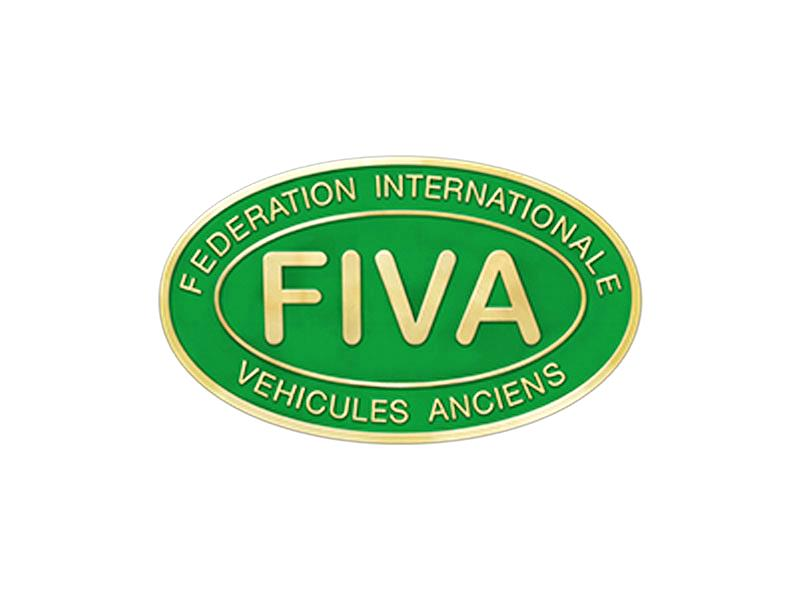 FEDERATION INTERNATIONALE
FIVA
VEHICULES ANCIENS